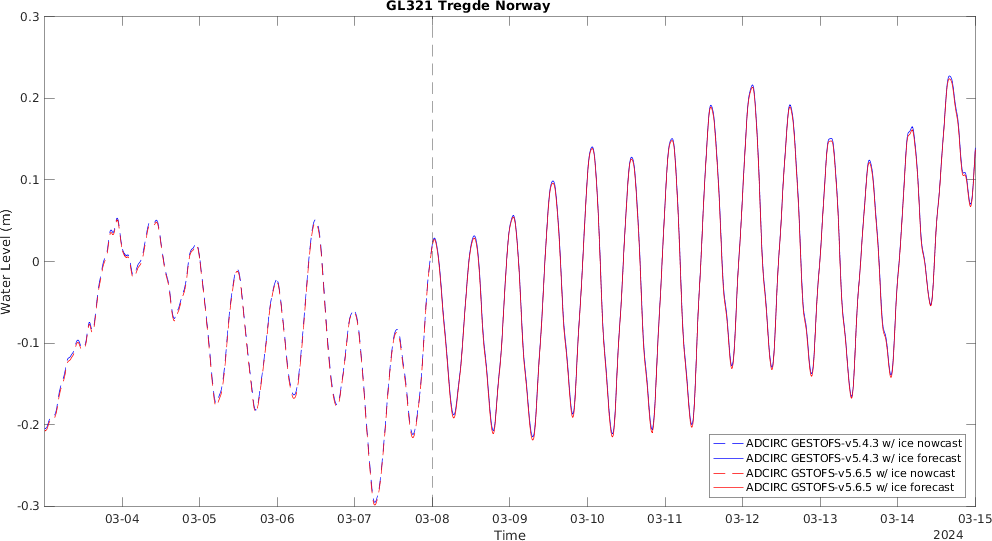 GL321 Tregde Norway
0.3
0.2
0.1
0
-0.1
-0.2
-0.3
Water Level (m)
03-04
03-05
03-06
03-07
03-08
03-09
03-10
03-11
03-12
03-13
03-14
03-15
Time
2024
ADCIRC GESTOFS-v5.4.3 w/ ice nowcast
ADCIRC GESTOFS-v5.4.3 w/ ice forecast
ADCIRC GSTOFS-v5.6.5 w/ ice nowcast
ADCIRC GSTOFS-v5.6.5 w/ ice forecast